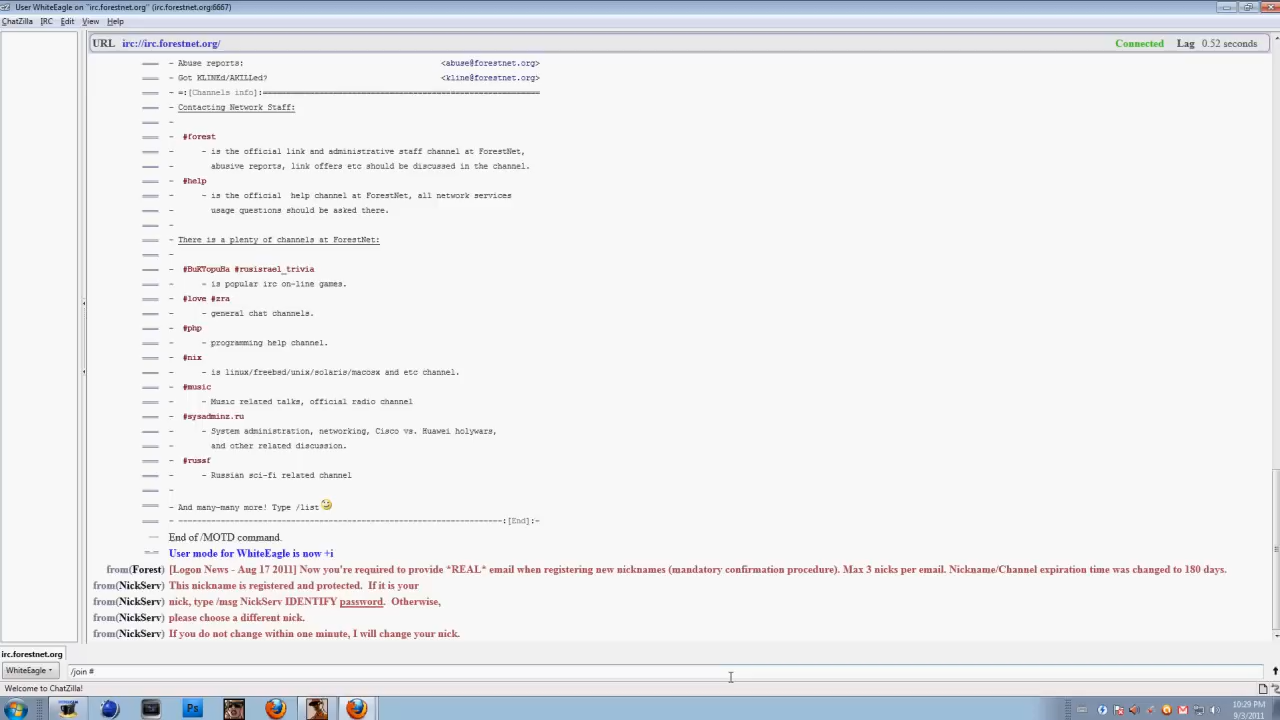 User WhiteEagle on "irc.forestnet.org" (irc.forestnet.org:6667)
ChatZilla IRC Edit View Help
URL irc://irc.forestnet.org/ Connected Lag 0.52 seconds
==== - Abuse reports: <abuse@forestnet.org>
==== - Got KLINEd/AKILLed? <kline@forestnet.org>
==== - =:[Channels info]:===========================================================
==== - Contacting Network Staff:
==== -
==== - #forest
==== - - is the official link and administrative staff channel at ForestNet,
==== - abusive reports, link offers etc should be discussed in the channel.
==== - #help
==== - - is the official help channel at ForestNet, all network services
==== - usage questions should be asked there.
==== -
==== - There is a plenty of channels at ForestNet:
==== -
==== - #BuKTopuHa #rusisrael_trivia
==== - - is popular irc on-line games.
==== - #love #zra
==== - - general chat channels.
==== - #php
==== - - programming help channel.
==== - #nix
==== - - is linux/freebsd/unix/solaris/macosx and etc channel.
==== - #music
==== - - Music related talks, official radio channel
==== - #sysadminz.ru
==== - - System administration, networking, Cisco vs. Huawei holywars,
==== - and other related discussion.
==== - #russf
==== - - Russian sci-fi related channel
==== -
==== - And many-many more! Type /list
==== - ---------------------------------------------------------------------:[End]:-
End of /MOTD command.
User mode for WhiteEagle is now +i
from(Forest) [Logon News - Aug 17 2011] Now you're required to provide *REAL* email when registering new nicknames (mandatory confirmation procedure). Max 3 nicks per email. Nickname/Channel expiration time was changed to 180 days.
from(NickServ) This nickname is registered and protected. If it is your
from(NickServ) nick, type /msg NickServ IDENTIFY password. Otherwise,
from(NickServ) please choose a different nick.
from(NickServ) If you do not change within one minute, I will change your nick.
irc.forestnet.org
WhiteEagle /join #
Welcome to ChatZilla!
Ps
10:29 PM
9/3/2011